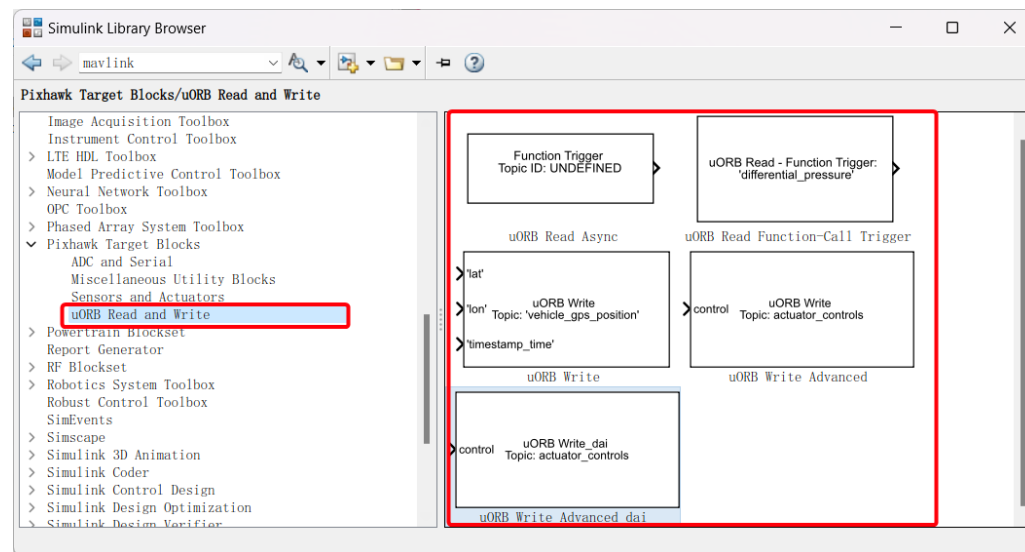 Simulink Library Browser
mavlink
Pixhawk Target Blocks/uORB Read and Write
Image Acquisition Toolbox
Instrument Control Toolbox
LTE HDL Toolbox
Model Predictive Control Toolbox
Neural Network Toolbox
OPC Toolbox
Phased Array System Toolbox
Pixhawk Target Blocks
ADC and Serial
Miscellaneous Utility Blocks
Sensors and Actuators
uORB Read and Write
Powertrain Blockset
Report Generator
RF Blockset
Robotics System Toolbox
Robust Control Toolbox
SimEvents
Simscape
Simulink 3D Animation
Simulink Coder
Simulink Control Design
Simulink Design Optimization
Simulink Design Verifier
Function Trigger
Topic ID: UNDEFINED
uORB Read Async
uORB Read - Function Trigger:
'differential_pressure'
uORB Read Function-Call Trigger
'lat'
'lon'
'timestamp_time'
uORB Write
Topic: 'vehicle_gps_position'
uORB Write
control
uORB Write
Topic: actuator_controls
uORB Write Advanced
control
uORB Write_dai
Topic: actuator_controls
uORB Write Advanced dai